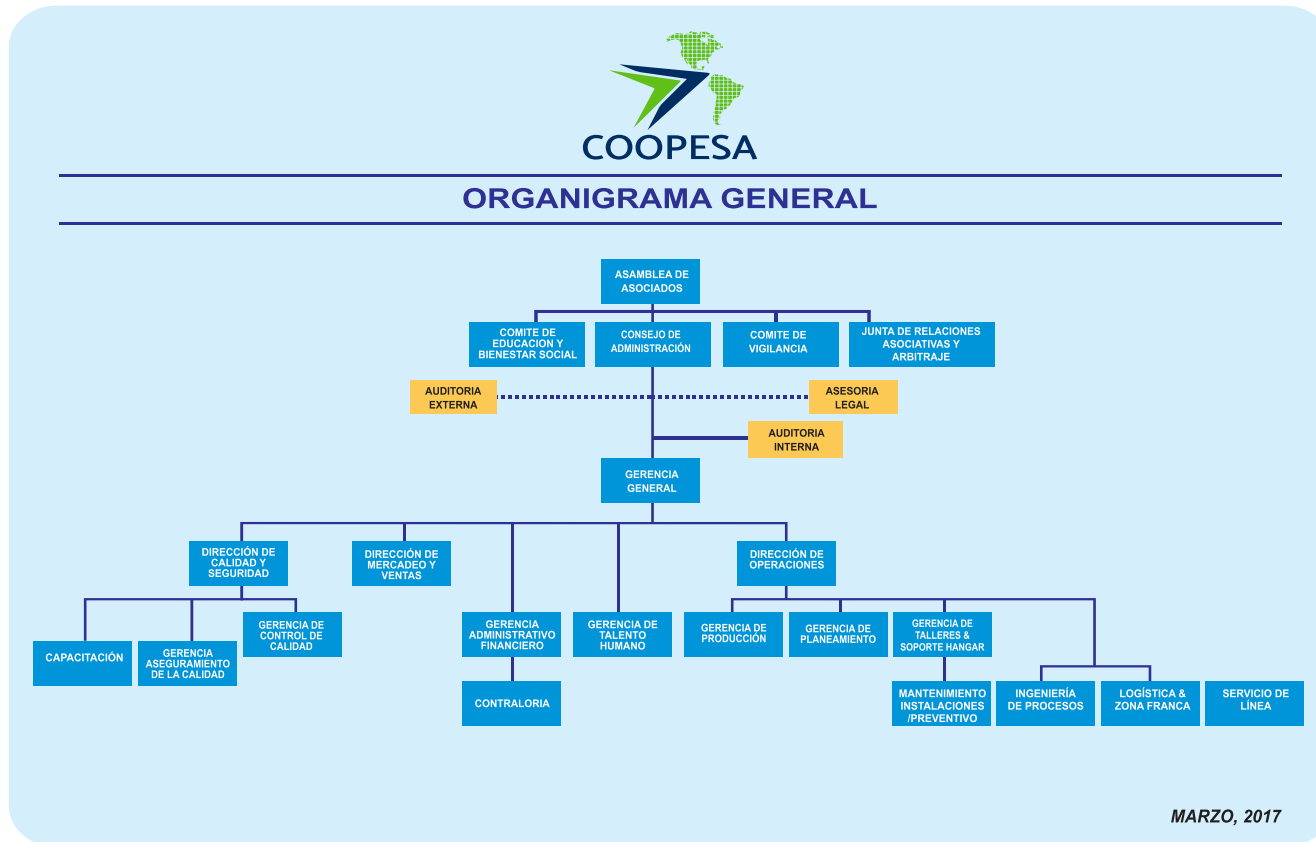 COOPESA
ORGANIGRAMA GENERAL
ASAMBLEA DE
ASOCIADOS
COMITE DE
EDUCACION Y
BIENESTAR SOCIAL
CONSEJO DE
ADMINISTRACIÓN
COMITE DE
VIGILANCIA
JUNTA DE RELACIONES
ASOCIATIVAS Y
ARBITRAJE
AUDITORIA
EXTERNA
ASESORIA
LEGAL
AUDITORIA
INTERNA
GERENCIA
GENERAL
DIRECCIÓN DE
CALIDAD Y
SEGURIDAD
DIRECCIÓN DE
MERCADEO Y
VENTAS
DIRECCIÓN DE
OPERACIONES
CAPACITACIÓN
GERENCIA
ASEGURAMIENTO
DE LA CALIDAD
GERENCIA DE
CONTROL DE
CALIDAD
GERENCIA
ADMINISTRATIVO
FINANCIERO
GERENCIA DE
TALENTO
HUMANO
GERENCIA DE
PRODUCCIÓN
GERENCIA DE
PLANEAMIENTO
GERENCIA DE
TALLERES &
SOPORTE HANGAR
CONTRALORIA
MANTENIMIENTO
INSTALACIONES
/PREVENTIVO
INGENIERÍA
DE PROCESOS
LOGÍSTICA &
ZONA FRANCA
SERVICIO DE
LÍNEA
MARZO, 2017